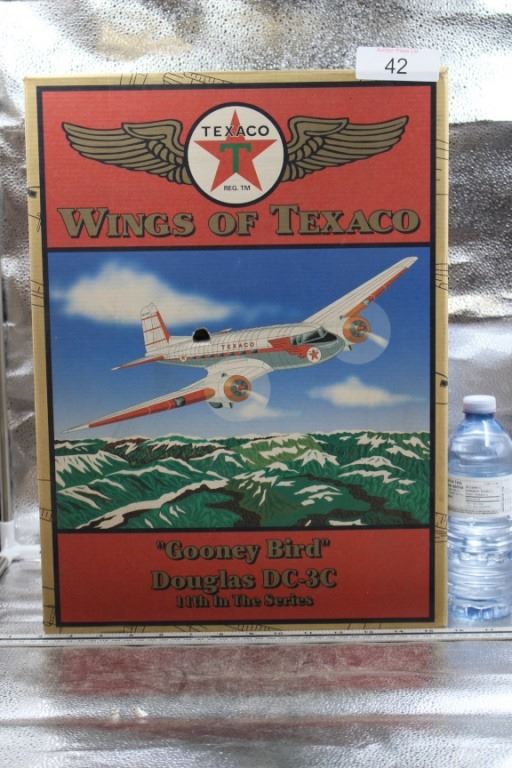 42
TEXACO
T
REG. TM
WINGS OF TEXACO
TEXACO
"Gooney Bird"
Douglas DC-3C
11th In The Series